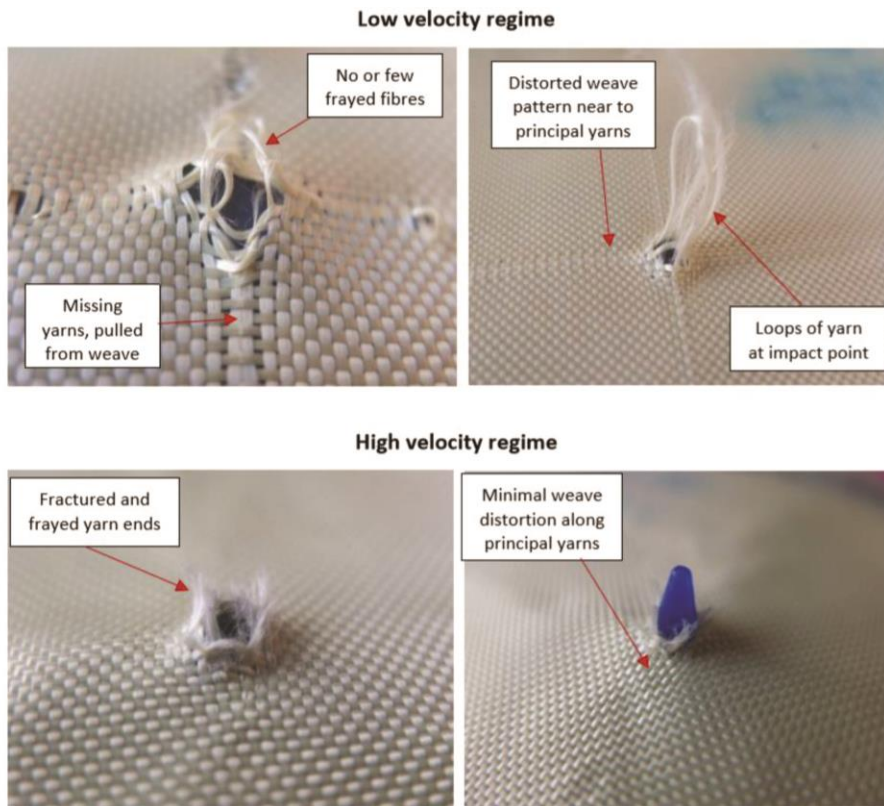 Low velocity regime
No or few
frayed fibres
Missing
yarns, pulled
from weave
Distorted weave
pattern near to
principal yarns
Loops of yarn
at impact point
High velocity regime
Fractured and
frayed yarn ends
Minimal weave
distortion along
principal yarns